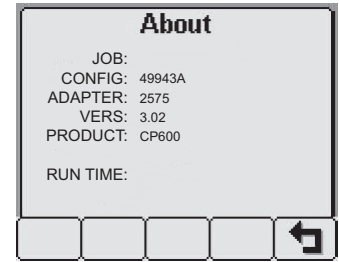 About
JOB:
CONFIG: 49943A
ADAPTER: 2575
VERS: 3.02
PRODUCT: CP600
RUN TIME: